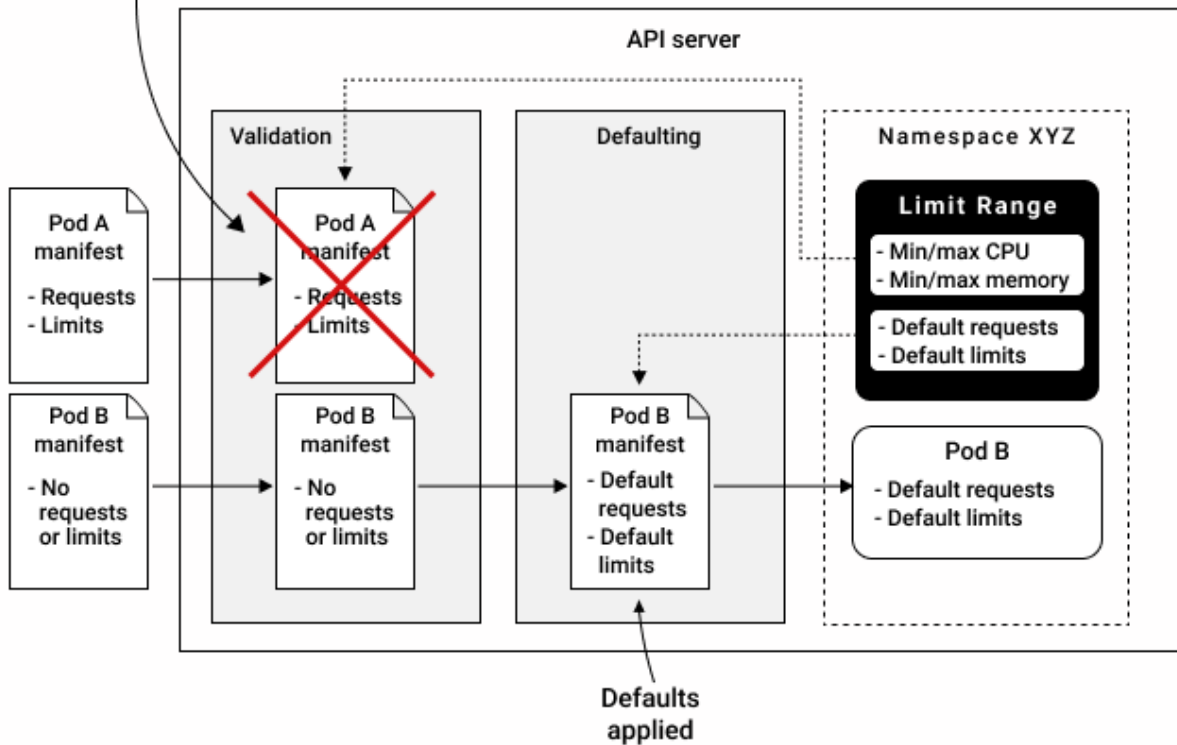 API server
Validation
Defaulting
Namespace XYZ
Pod A
manifest
- Requests
- Limits
Pod A
manifest
- Requests
- Limits
Limit Range
- Min/max CPU
- Min/max memory
- Default requests
- Default limits
Pod B
manifest
- No
requests
or limits
Pod B
manifest
- No
requests
or limits
Pod B
manifest
- Default
requests
- Default
limits
Pod B
- Default requests
- Default limits
Defaults
applied